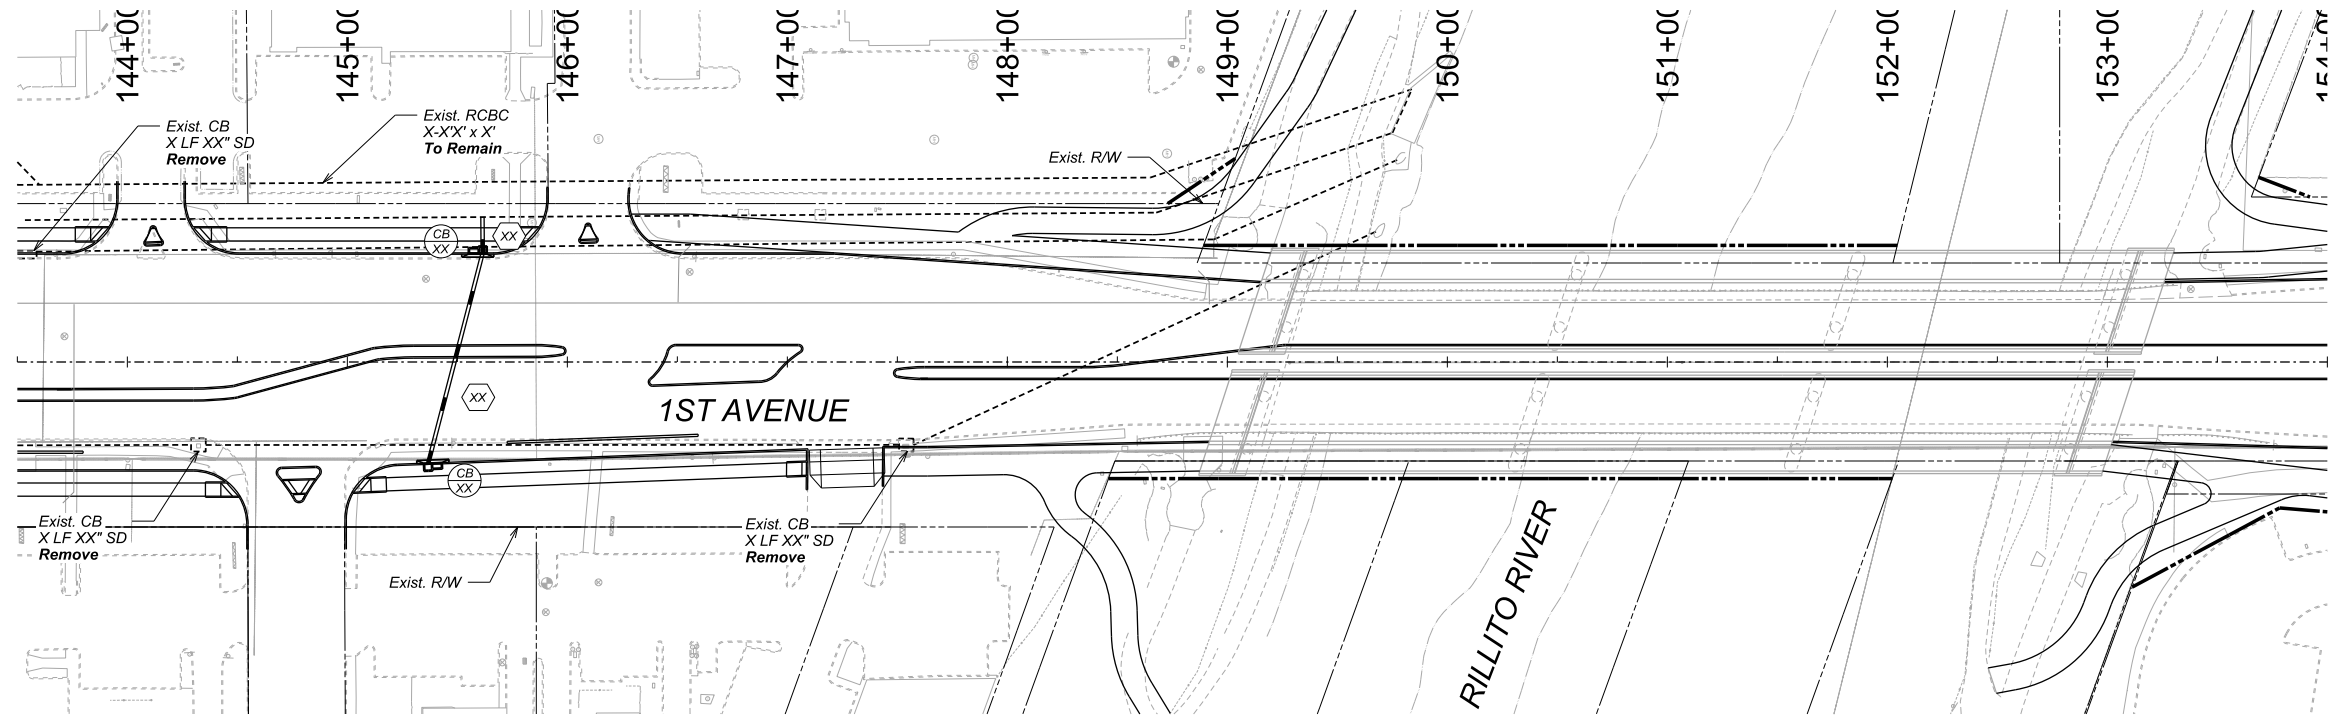 144+00
145+00
146+00
147+00
148+00
149+00
150+00
151+00
152+00
153+00
154+00
Exist. CB
X LF XX" SD
Remove
Exist. RCBC
X-X'X' x X'
To Remain
Exist. R/W
CB
XX
XX
XX
1ST AVENUE
CB
XX
Exist. CB
X LF XX" SD
Remove
Exist. R/W
Exist. CB
X LF XX" SD
Remove
RILLITO RIVER